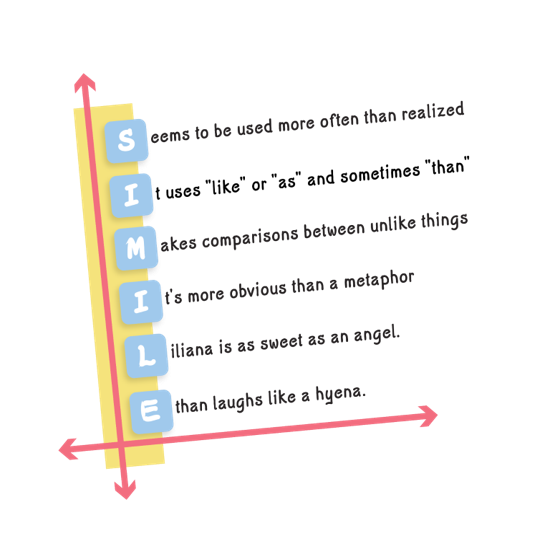 Seems to be used more often than realized
It uses "like" or "as" and sometimes "than"
Makes comparisons between unlike things
It's more obvious than a metaphor
Liliana is as sweet as an angel.
Ethan laughs like a hyena.